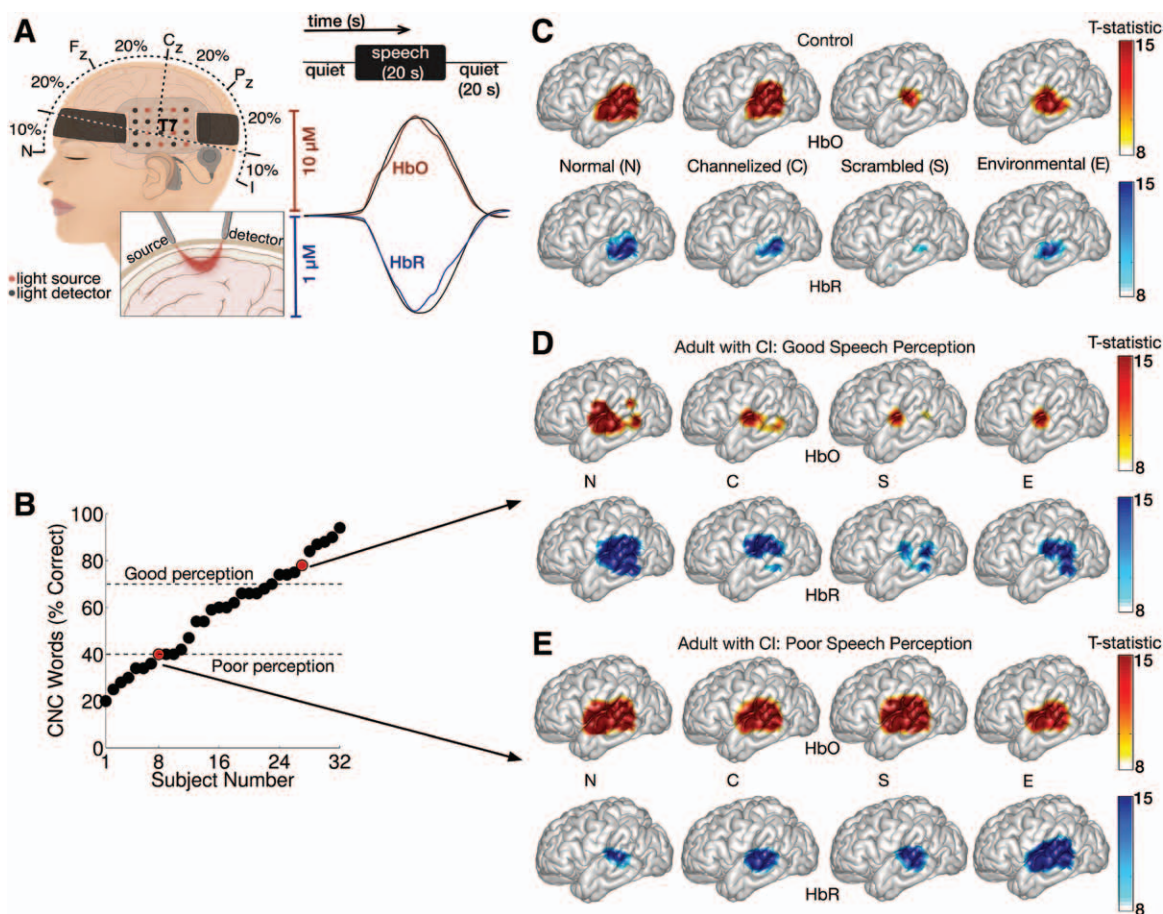 A
time (s)
speech
(20 s)
quiet
quiet
(20 s)
N
10%
20%
Fz
20%
Cz
20%
Pz
20%
10%
I
T7
source
detector
light source
light detector
10 μM
1 μM
HbO
HbR
B
CNC Words (% Correct)
100
80
60
40
20
0
Good perception
Poor perception
1
8
16
24
32
Subject Number
C
Control
T-statistic
15
8
HbO
Normal (N)
Channelized (C)
Scrambled (S)
Environmental (E)
15
8
HbR
D
Adult with CI: Good Speech Perception
T-statistic
15
8
HbO
N
C
S
E
15
8
HbR
E
Adult with CI: Poor Speech Perception
T-statistic
15
8
HbO
N
C
S
E
15
8
HbR